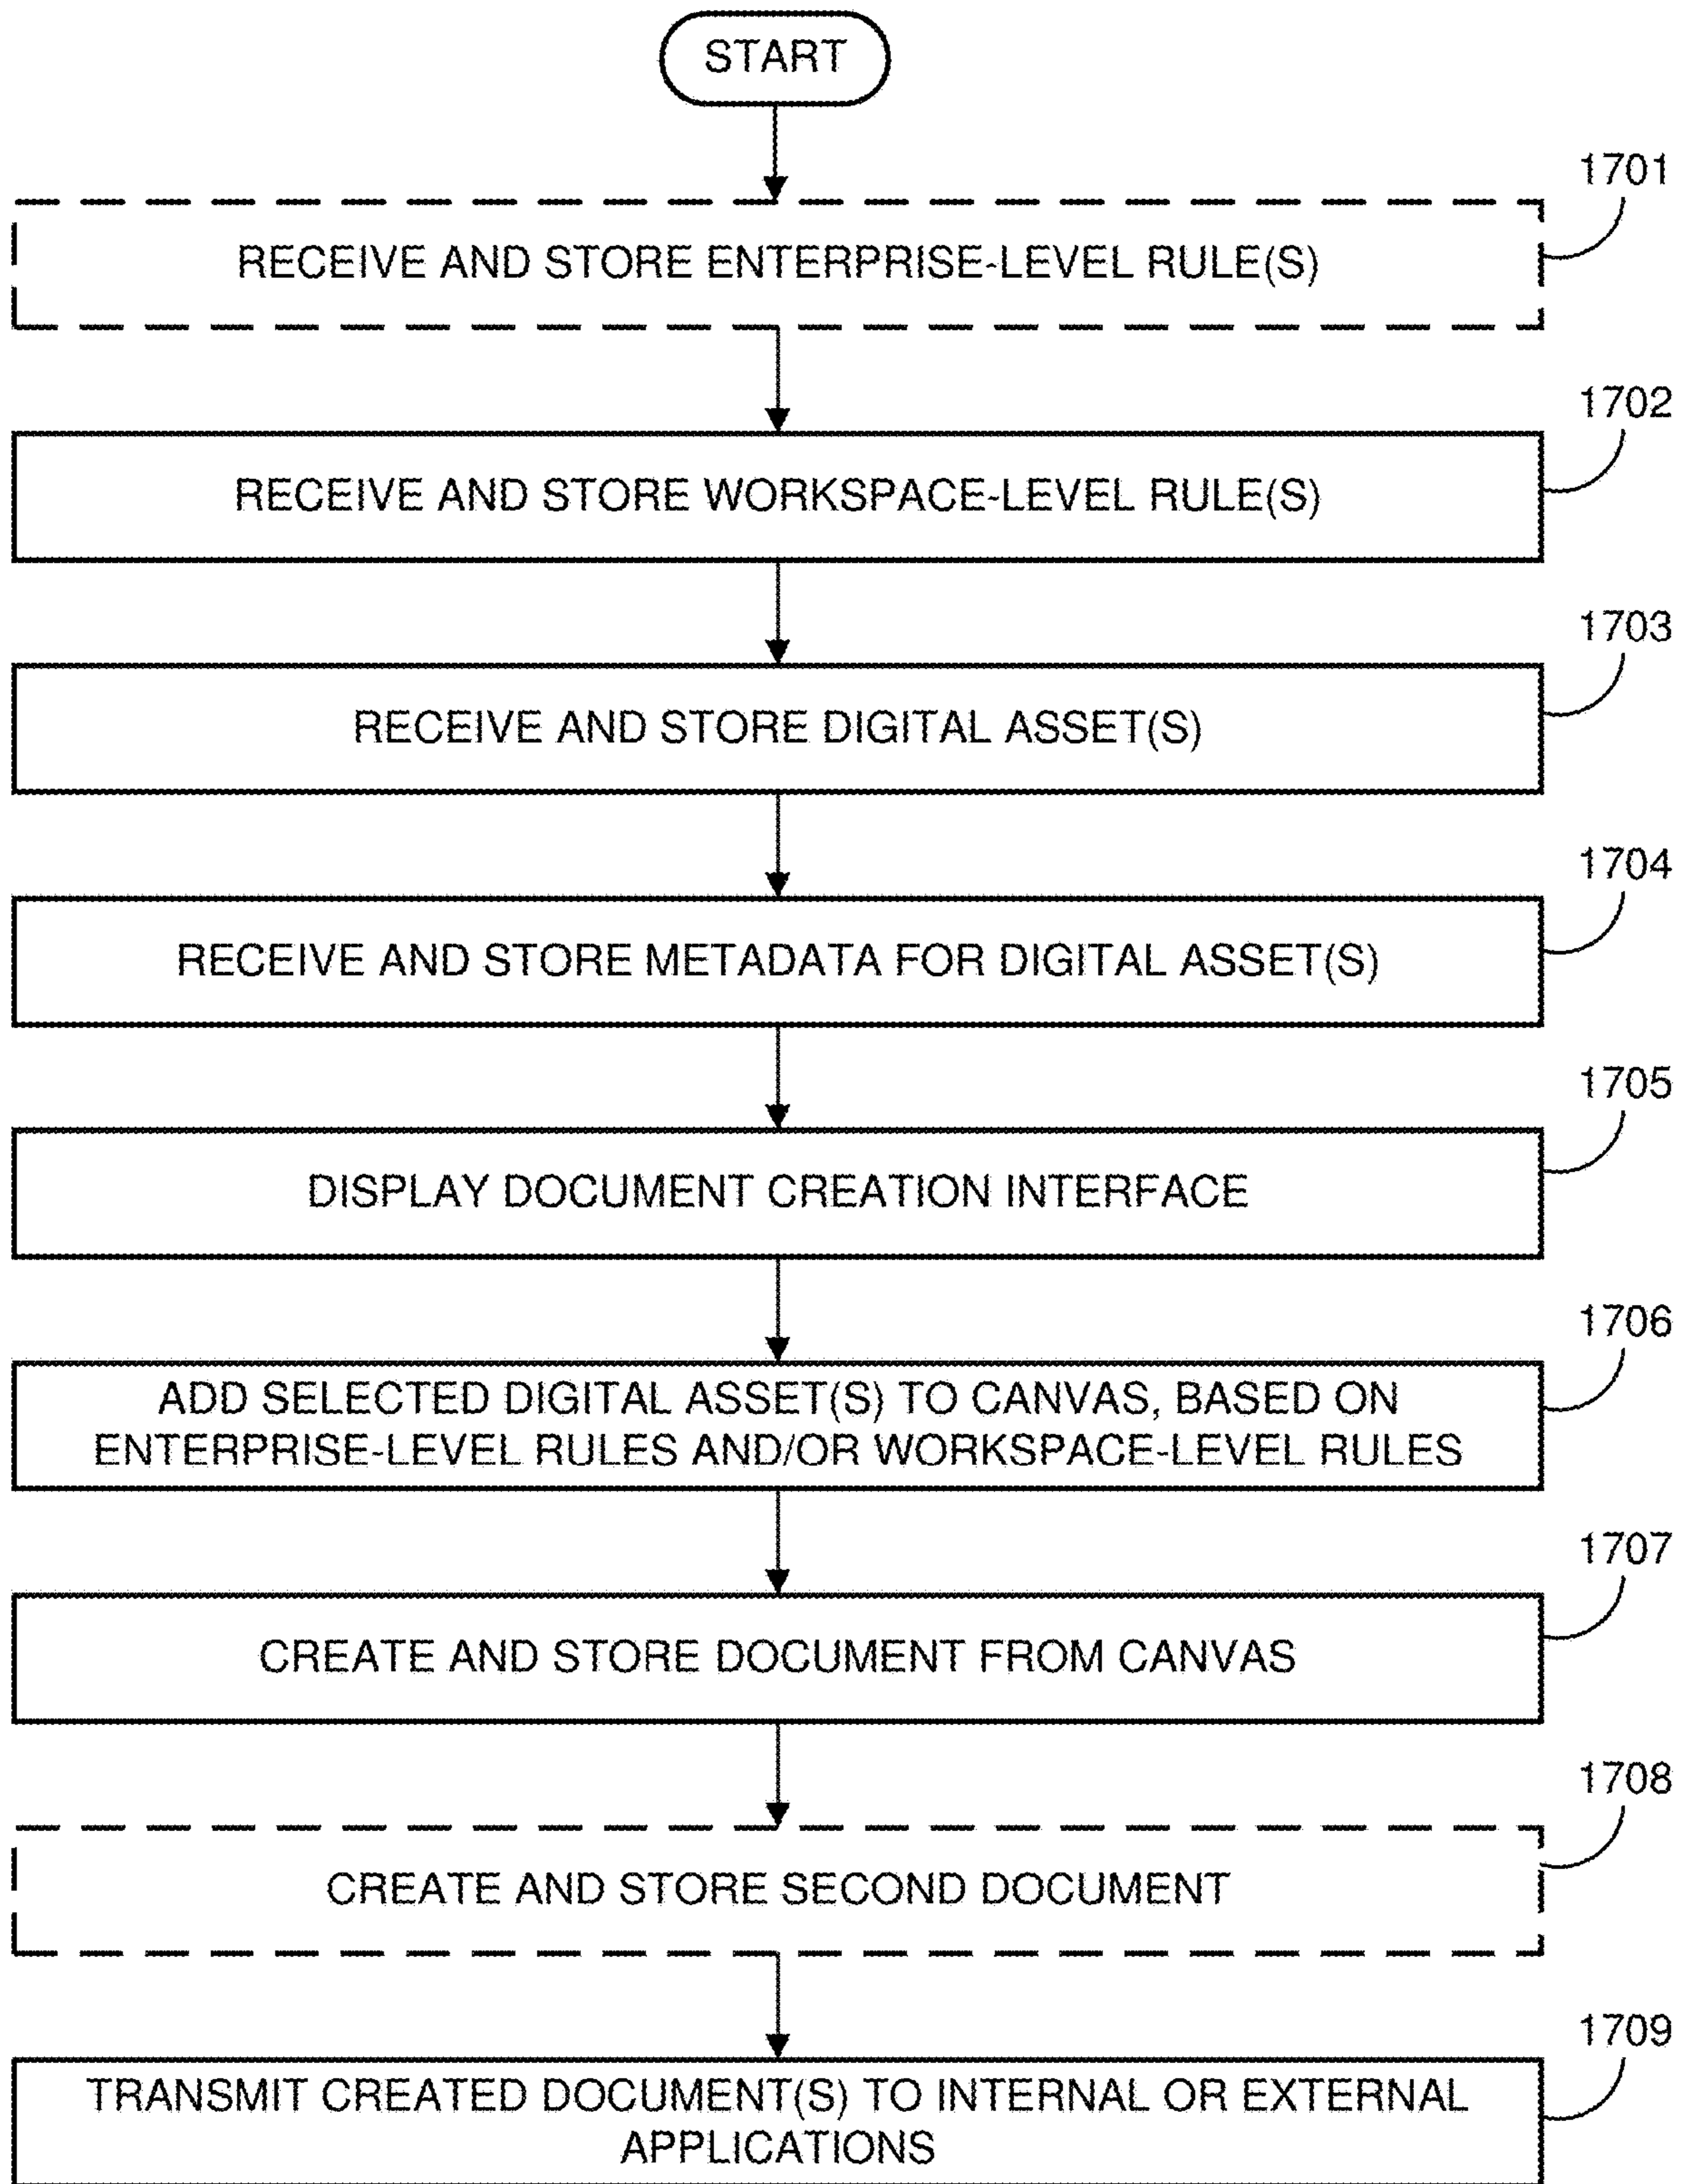 START
1701
RECEIVE AND STORE ENTERPRISE-LEVEL RULE(S)
1702
RECEIVE AND STORE WORKSPACE-LEVEL RULE(S)
1703
RECEIVE AND STORE DIGITAL ASSET(S)
1704
RECEIVE AND STORE METADATA FOR DIGITAL ASSET(S)
1705
DISPLAY DOCUMENT CREATION INTERFACE
1706
ADD SELECTED DIGITAL ASSET(S) TO CANVAS, BASED ON
ENTERPRISE-LEVEL RULES AND/OR WORKSPACE-LEVEL RULES
1707
CREATE AND STORE DOCUMENT FROM CANVAS
1708
CREATE AND STORE SECOND DOCUMENT
1709
TRANSMIT CREATED DOCUMENT(S) TO INTERNAL OR EXTERNAL
APPLICATIONS